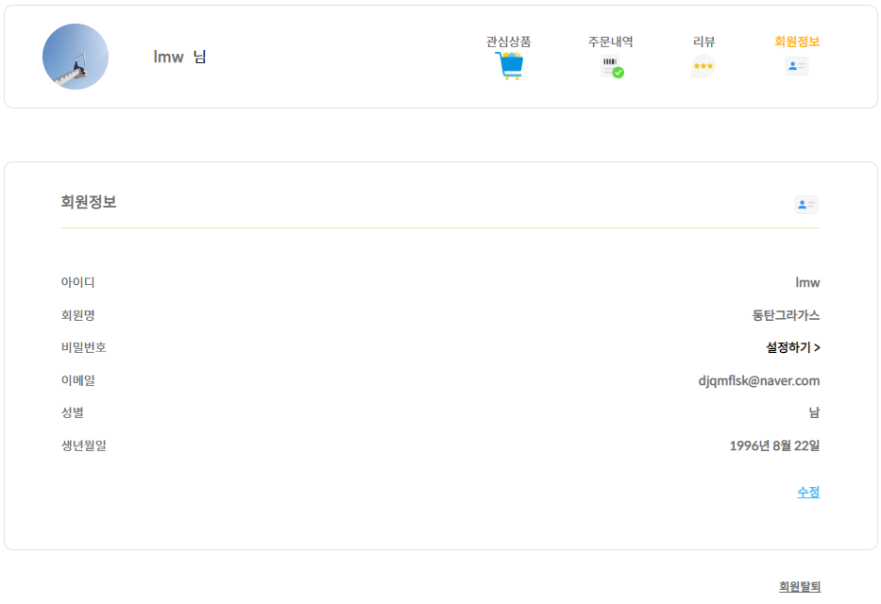 lmw 님
관심상품 주문내역 리뷰 회원정보
회원정보
아이디 lmw
회원명 동탄그라가스
비밀번호 설정하기 >
이메일 djqmflsk@naver.com
성별 남
생년월일 1996년 8월 22일
수정
회원탈퇴